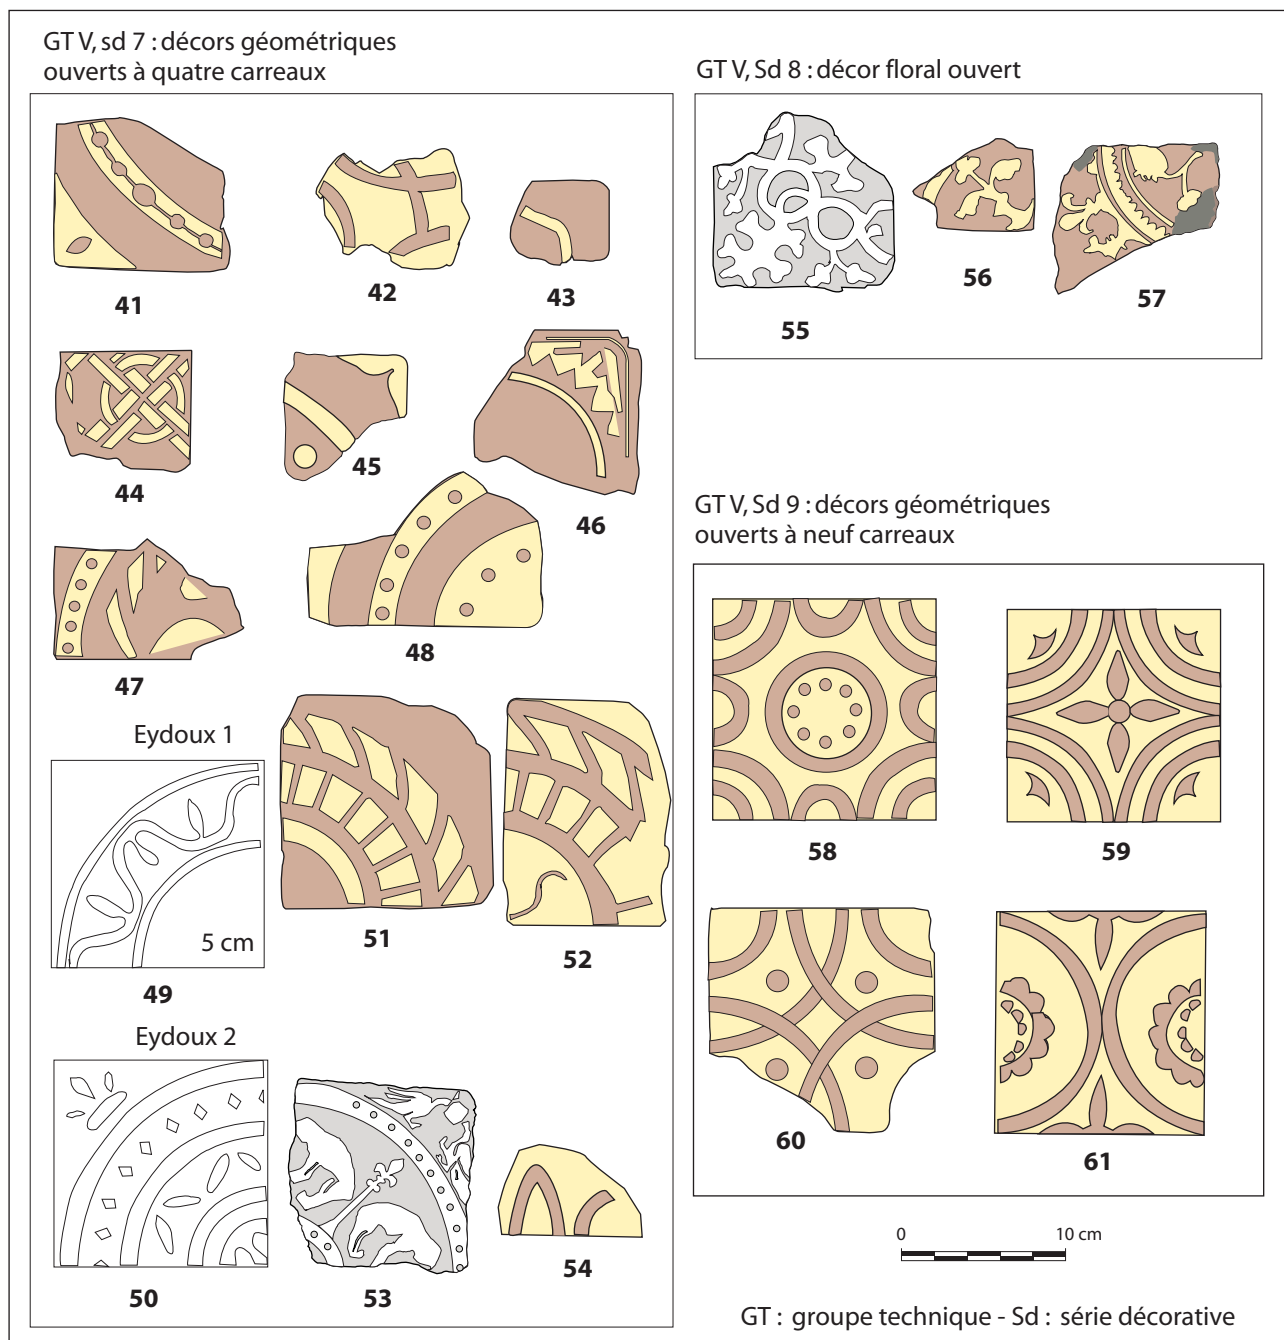 GT V, sd 7 : décors géométriques
ouverts à quatre carreaux
41
42
43
44
45
46
47
48
Eydoux 1
5 cm
49
51
52
Eydoux 2
50
53
54
GT V, Sd 8 : décor floral ouvert
55
56
57
GT V, Sd 9 : décors géométriques
ouverts à neuf carreaux
58
59
60
61
0 10 cm
GT : groupe technique - Sd : série décorative